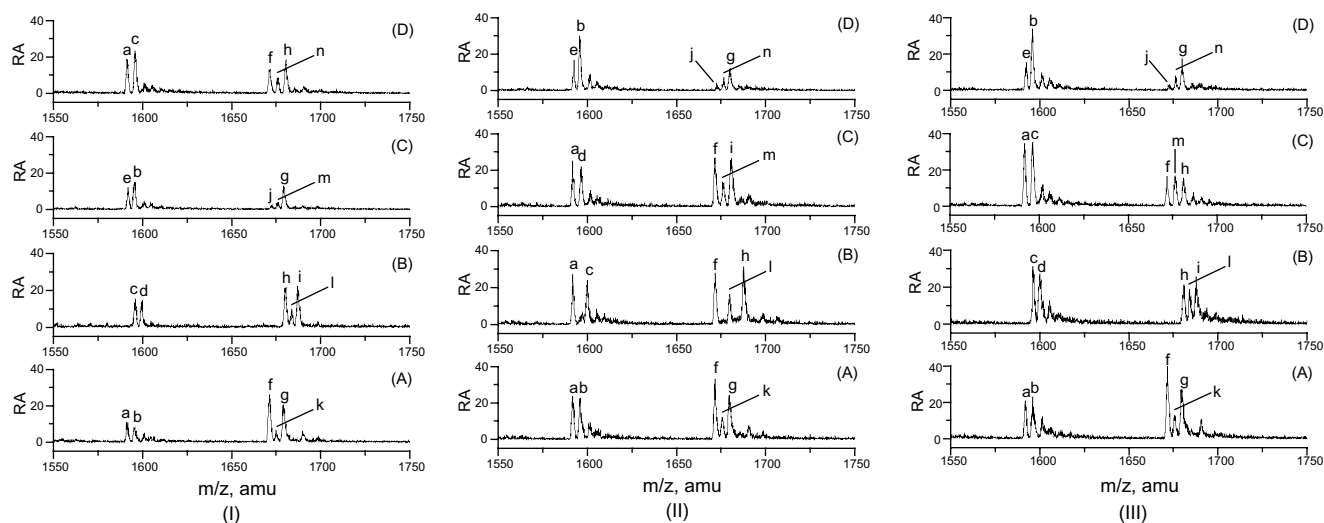 (D)
40
20
0
RA
a c
f h n
1550 1600 1650 1700 1750
(C)
40
20
0
RA
e b
j g m
1550 1600 1650 1700 1750
(B)
40
20
0
RA
c d
h i l
1550 1600 1650 1700 1750
(A)
40
20
0
RA
a b
f g k
1550 1600 1650 1700 1750
m/z, amu
(I)
(D)
40
20
0
RA
e b
j g n
1550 1600 1650 1700 1750
(C)
40
20
0
RA
a d
f i m
1550 1600 1650 1700 1750
(B)
40
20
0
RA
a c
f h l
1550 1600 1650 1700 1750
(A)
40
20
0
RA
ab
f g k
1550 1600 1650 1700 1750
m/z, amu
(II)
(D)
40
20
0
RA
e b
j g n
1550 1600 1650 1700 1750
(C)
40
20
0
RA
ac
f m h
1550 1600 1650 1700 1750
(B)
40
20
0
RA
c d
h i l
1550 1600 1650 1700 1750
(A)
40
20
0
RA
ab
f g k
1550 1600 1650 1700 1750
m/z, amu
(III)